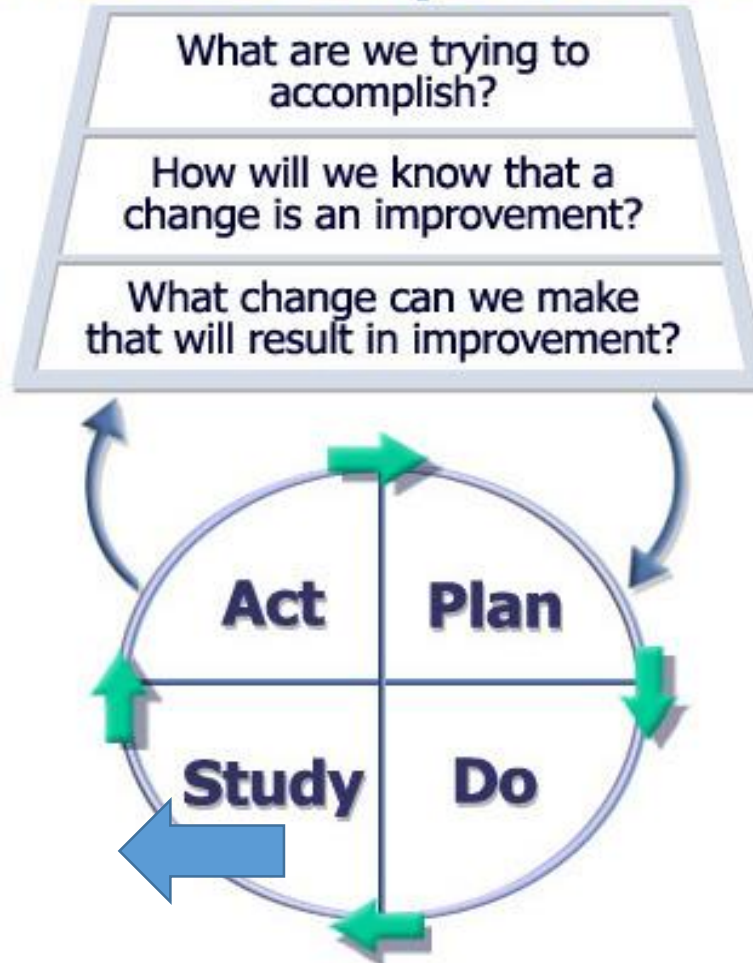 What are we trying to
accomplish?
How will we know that a
change is an improvement?
What change can we make
that will result in improvement?
Act
Plan
Study
Do